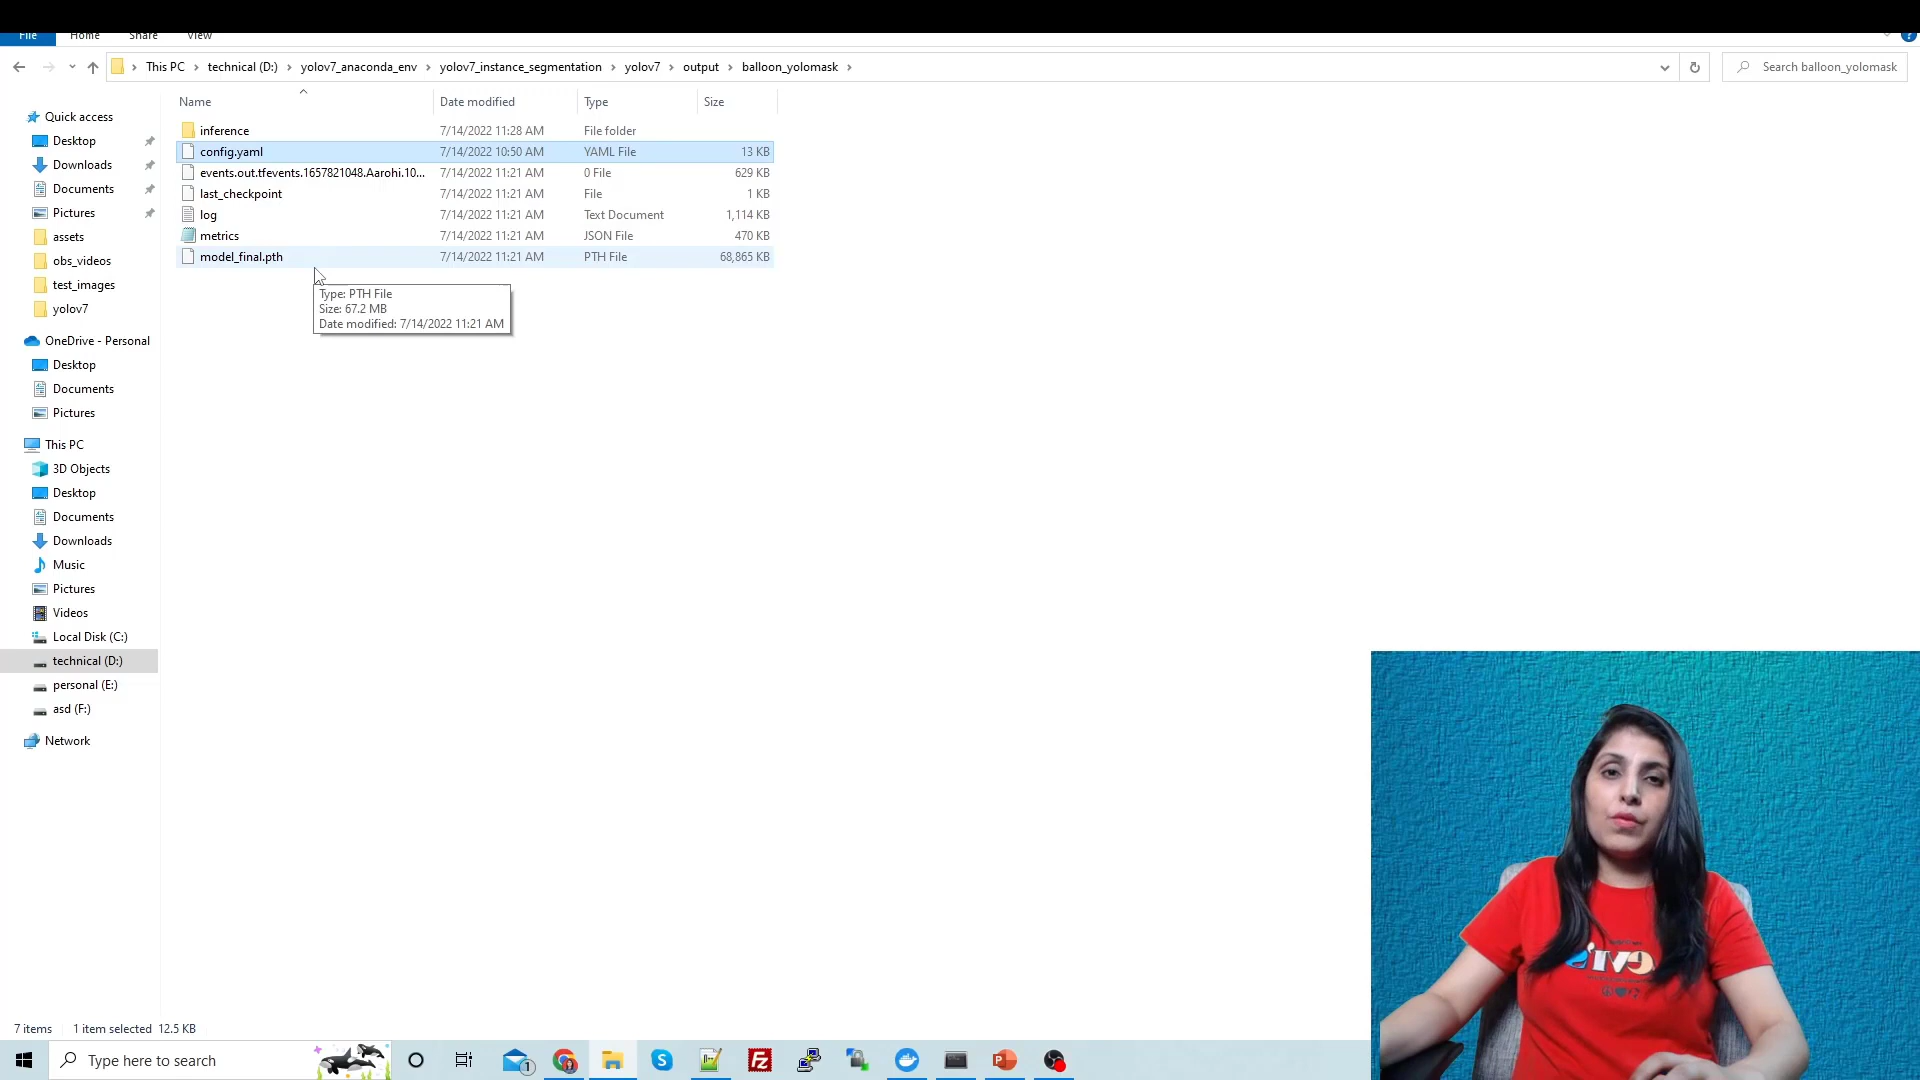 File Home Share View
This PC technical (D:) yolov7_anaconda_env yolov7_instance_segmentation yolov7 output balloon_yolomask
Search balloon_yolomask
Name Date modified Type Size
inference 7/14/2022 11:28 AM File folder
config.yaml 7/14/2022 10:50 AM YAML File 13 KB
events.out.tfevents.1657821048.Aarohi.10... 7/14/2022 11:21 AM 0 File 629 KB
last_checkpoint 7/14/2022 11:21 AM File 1 KB
log 7/14/2022 11:21 AM Text Document 1,114 KB
metrics 7/14/2022 11:21 AM JSON File 470 KB
model_final.pth 7/14/2022 11:21 AM PTH File 68,865 KB
Type: PTH File
Size: 67.2 MB
Date modified: 7/14/2022 11:21 AM
Quick access
Desktop
Downloads
Documents
Pictures
assets
obs_videos
test_images
yolov7
OneDrive - Personal
Desktop
Documents
Pictures
This PC
3D Objects
Desktop
Documents
Downloads
Music
Pictures
Videos
Local Disk (C:)
technical (D:)
personal (E:)
asd (F:)
Network
7 items 1 item selected 12.5 KB
Type here to search